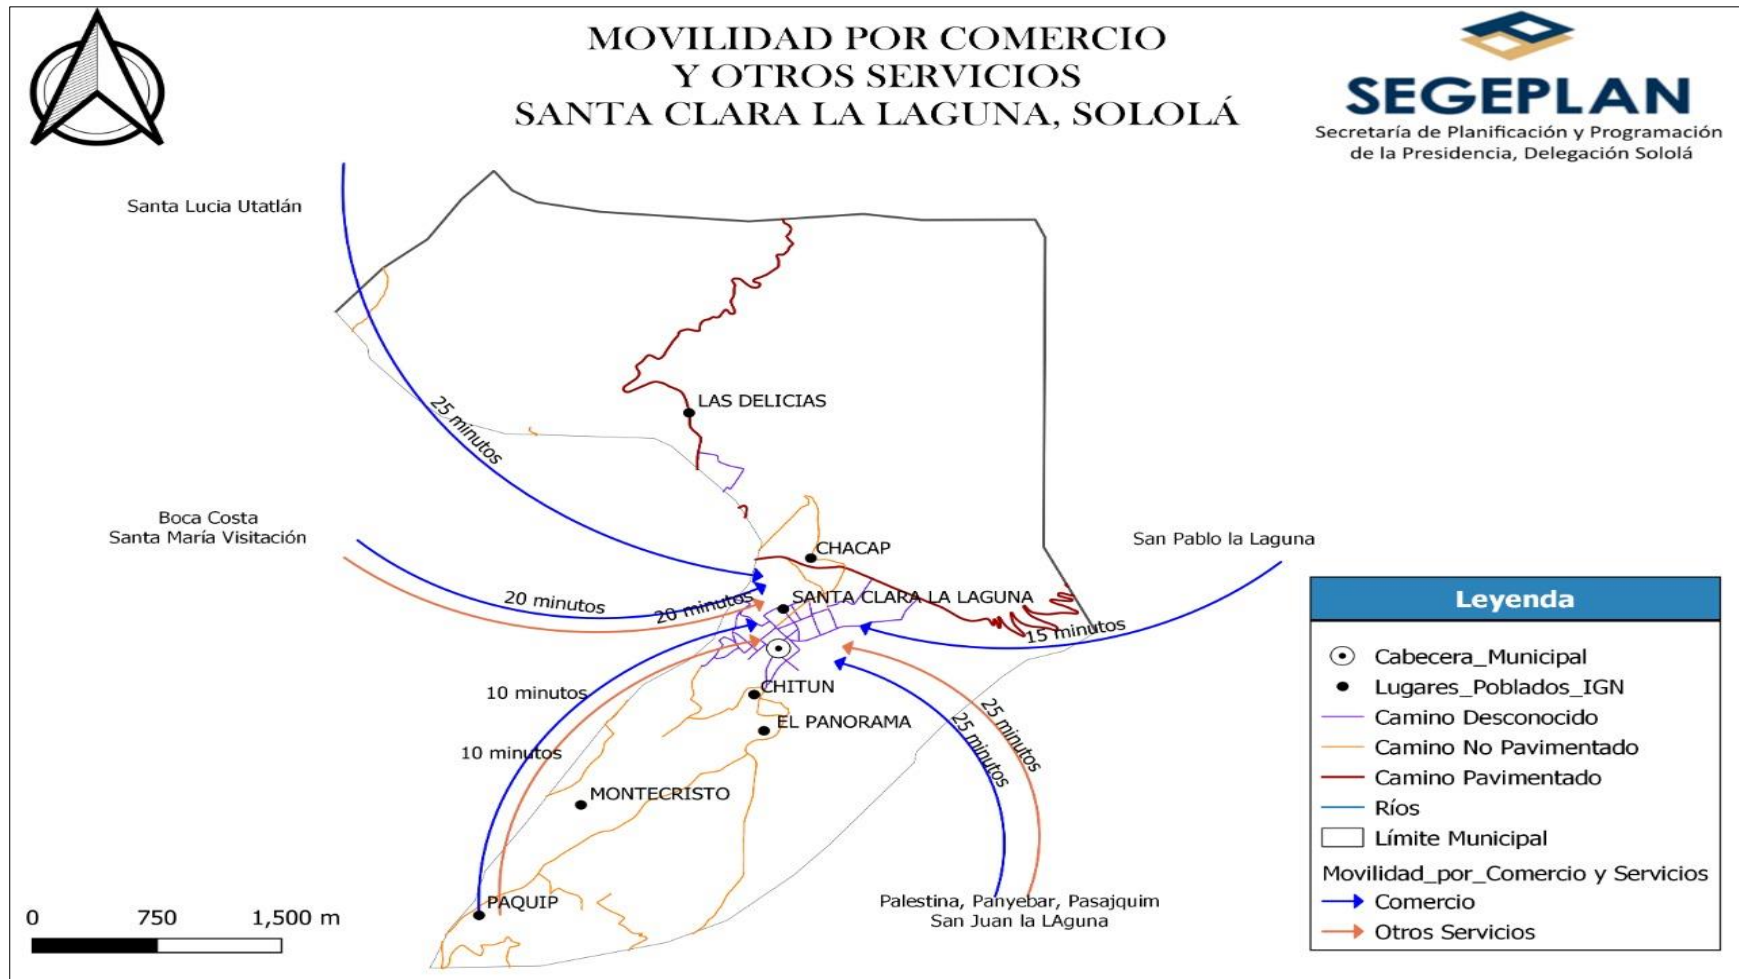 MOVILIDAD POR COMERCIO
Y OTROS SERVICIOS
SANTA CLARA LA LAGUNA, SOLOLÁ
SEGEPLAN
Secretaría de Planificación y Programación
de la Presidencia, Delegación Sololá
Santa Lucia Utatlán
25 minutos
LAS DELICIAS
Boca Costa
Santa María Visitación
20 minutos
20 minutos
CHACAP
SANTA CLARA LA LAGUNA
San Pablo la Laguna
15 minutos
10 minutos
10 minutos
CHITUN
EL PANORAMA
25 minutos
25 minutos
MONTECRISTO
PAQUIP
Palestina, Panyebar, Pasajquim
San Juan la LAguna
0 750 1,500 m
Leyenda
Cabecera_Municipal
Lugares_Poblados_IGN
Camino Desconocido
Camino No Pavimentado
Camino Pavimentado
Ríos
Límite Municipal
Movilidad_por_Comercio y Servicios
Comercio
Otros Servicios